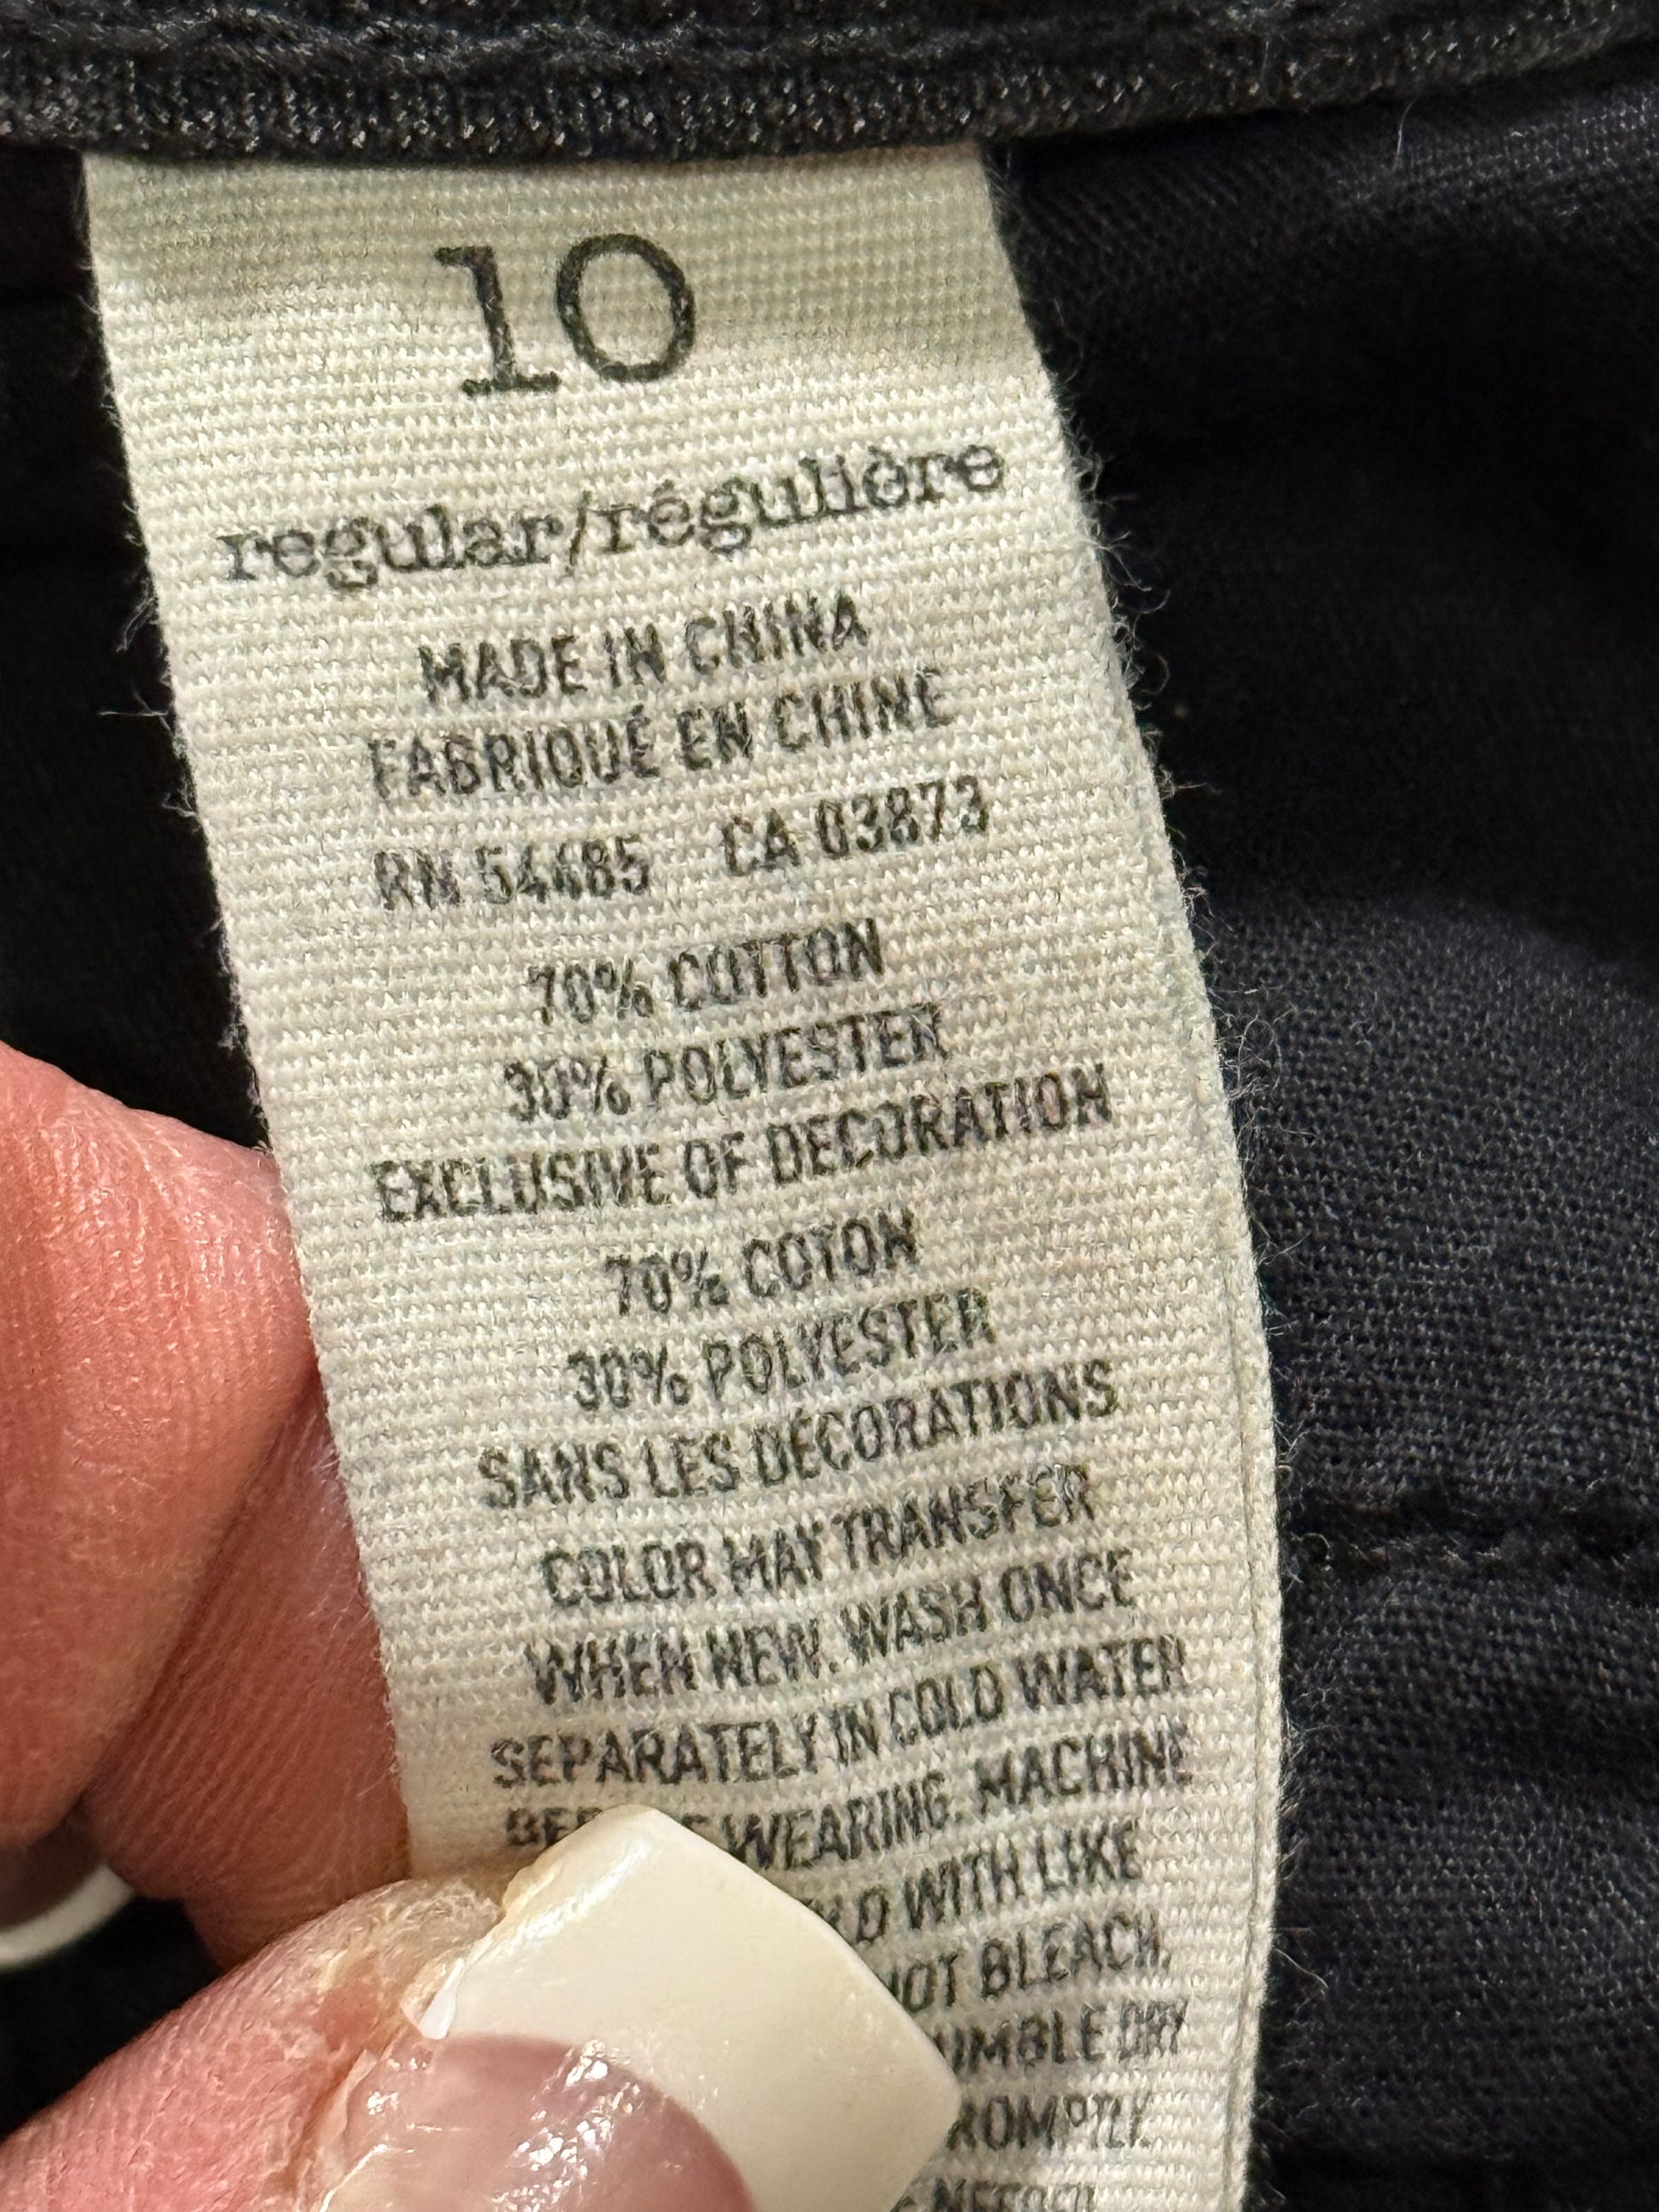 10
regular/régulière
MADE IN CHINA
FABRIQUÉ EN CHINE
RN 54485 CA 03873
70% COTTON
30% POLYESTER
EXCLUSIVE OF DECORATION
70% COTON
30% POLYESTER
SANS LES DÉCORATIONS
COLOR MAY TRANSFER
WHEN NEW. WASH ONCE
SEPARATELY IN COLD WATER
WEARING. MACHINE
WITH LIKE
BLEACH.
DRY